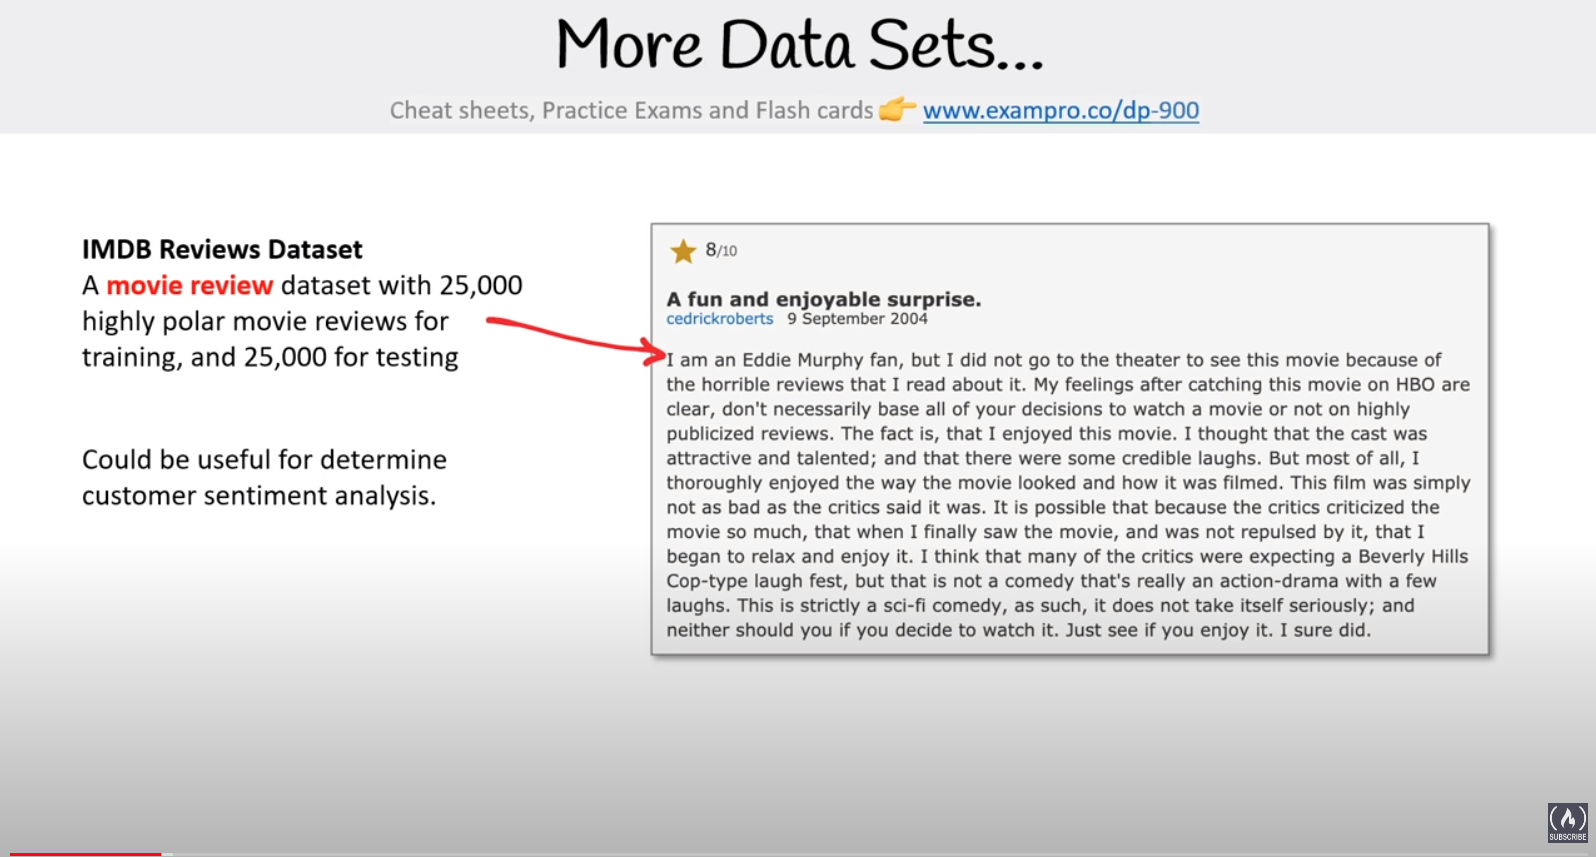 More Data Sets...
Cheat sheets, Practice Exams and Flash cards 👉 www.exampro.co/dp-900
IMDB Reviews Dataset
A movie review dataset with 25,000
highly polar movie reviews for
training, and 25,000 for testing
Could be useful for determine
customer sentiment analysis.
8/10
A fun and enjoyable surprise.
cedrickroberts 9 September 2004
I am an Eddie Murphy fan, but I did not go to the theater to see this movie because of
the horrible reviews that I read about it. My feelings after catching this movie on HBO are
clear, don't necessarily base all of your decisions to watch a movie or not on highly
publicized reviews. The fact is, that I enjoyed this movie. I thought that the cast was
attractive and talented; and that there were some credible laughs. But most of all, I
thoroughly enjoyed the way the movie looked and how it was filmed. This film was simply
not as bad as the critics said it was. It is possible that because the critics criticized the
movie so much, that when I finally saw the movie, and was not repulsed by it, that I
began to relax and enjoy it. I think that many of the critics were expecting a Beverly Hills
Cop-type laugh fest, but that is not a comedy that's really an action-drama with a few
laughs. This is strictly a sci-fi comedy, as such, it does not take itself seriously; and
neither should you if you decide to watch it. Just see if you enjoy it. I sure did.
SUBSCRIBE